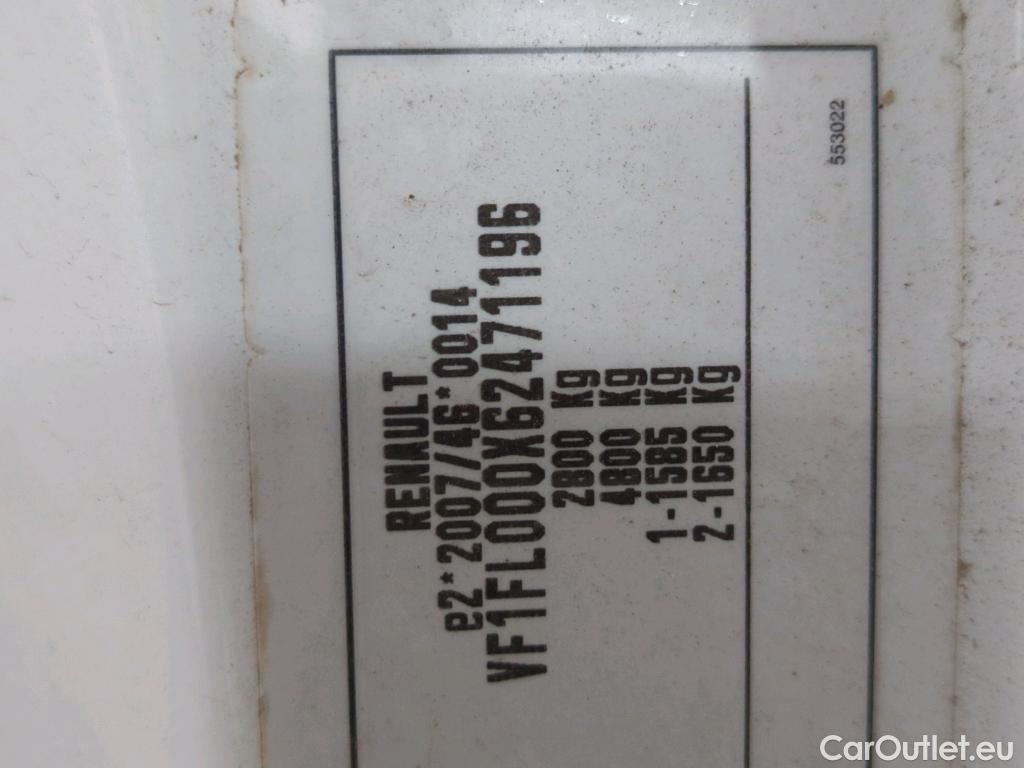 RENAULT
e2*2007/46*0014
VF1FL000X62471196
2800 Kg
4800 Kg
1-1585 Kg
2-1650 Kg
553022
CarOutlet.eu